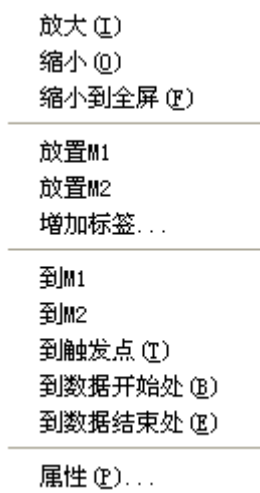 放大(I)
缩小(O)
缩小到全屏(F)
放置M1
放置M2
增加标签...
到M1
到M2
到触发点(T)
到数据开始处(B)
到数据结束处(E)
属性(P)...